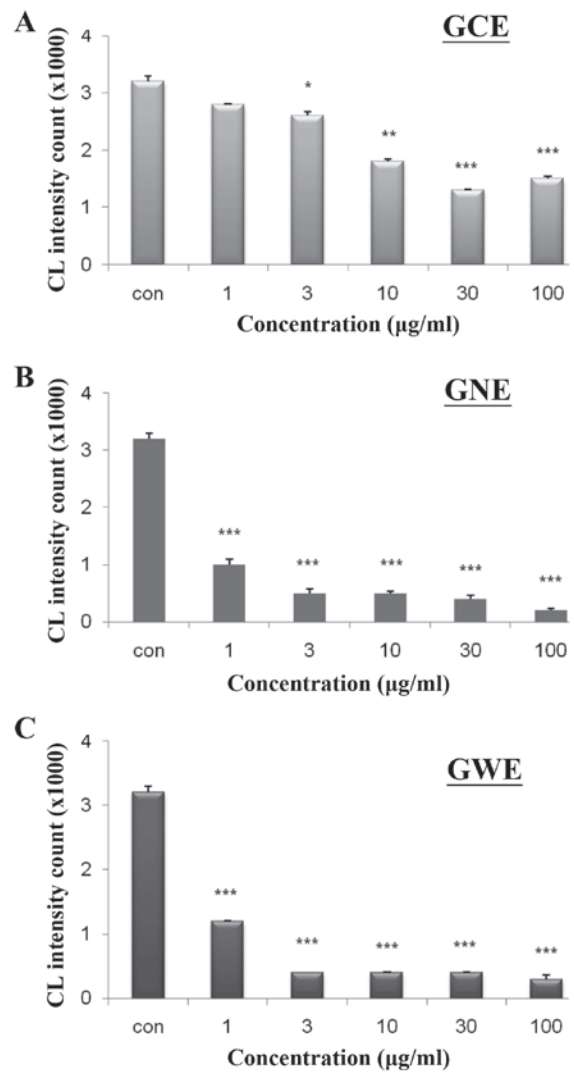 A
GCE
CL intensity count (x1000)
4
3
2
1
0
*
**
***
***
con 1 3 10 30 100
Concentration (µg/ml)
B
GNE
CL intensity count (x1000)
4
3
2
1
0
***
***
***
***
***
con 1 3 10 30 100
Concentration (µg/ml)
C
GWE
CL intensity count (x1000)
4
3
2
1
0
***
***
***
***
***
con 1 3 10 30 100
Concentration (µg/ml)